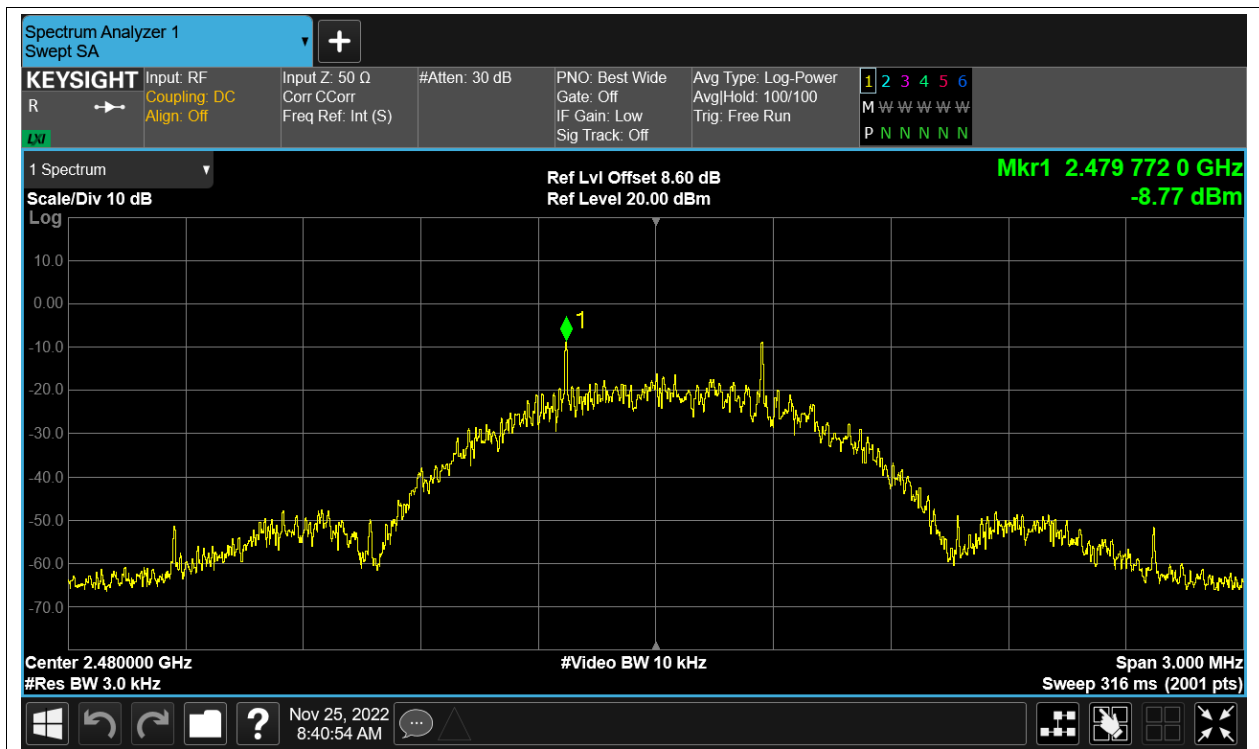 Spectrum Analyzer 1
Swept SA
KEYSIGHT
R
LXI
Input: RF
Coupling: DC
Align: Off
Input Z: 50 Ω
Corr CCorr
Freq Ref: Int (S)
#Atten: 30 dB
PNO: Best Wide
Gate: Off
IF Gain: Low
Sig Track: Off
Avg Type: Log-Power
Avg|Hold: 100/100
Trig: Free Run
1 2 3 4 5 6
M W W W W W
P N N N N N
1 Spectrum
Scale/Div 10 dB
Log
Ref Lvl Offset 8.60 dB
Ref Level 20.00 dBm
Mkr1 2.479 772 0 GHz
-8.77 dBm
10.0
0.00
1
-10.0
-20.0
-30.0
-40.0
-50.0
-60.0
-70.0
Center 2.480000 GHz
#Res BW 3.0 kHz
#Video BW 10 kHz
Span 3.000 MHz
Sweep 316 ms (2001 pts)
?
Nov 25, 2022
8:40:54 AM